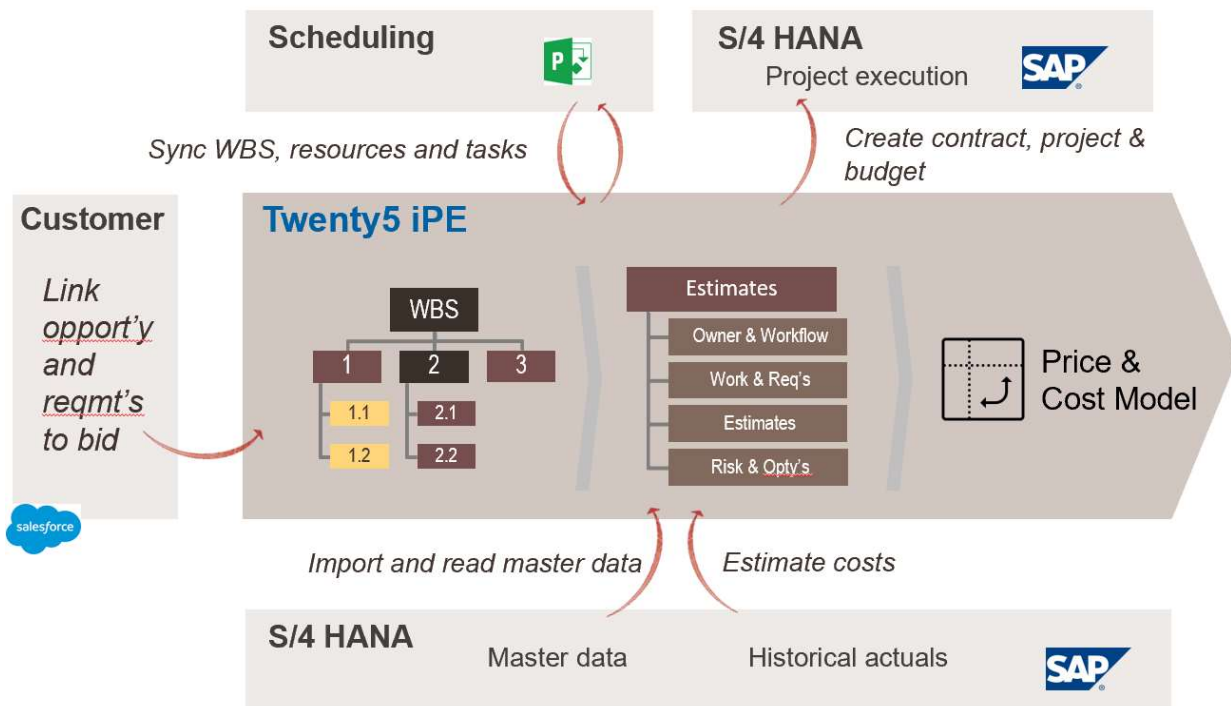 Scheduling
P
S/4 HANA
Project execution
SAP
®
Sync WBS, resources and tasks
Create contract, project &
budget
Customer
Link
opport'y
and
reqmt's
to bid
salesforce
Twenty5 iPE
WBS
1
2
3
1.1
2.1
1.2
2.2
Estimates
Owner & Workflow
Work & Req's
Estimates
Risk & Opty's
Price &
Cost Model
Import and read master data
Estimate costs
S/4 HANA
Master data
Historical actuals
SAP
®